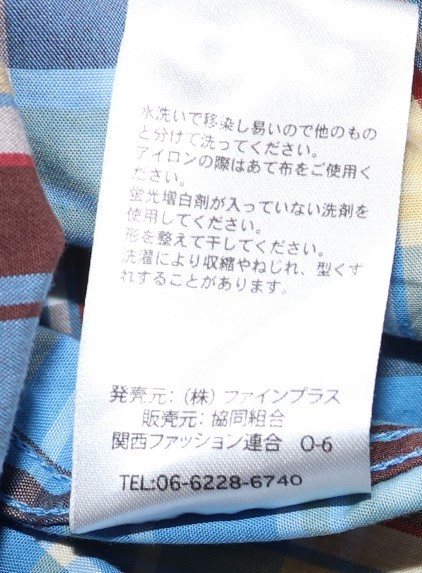 水洗いで移染し易いので他のもの
と分けて洗ってください。
アイロンの際はあて布をご使用く
ださい。
蛍光増白剤が入っていない洗剤を
使用してください。
形を整えて干してください。
洗濯により収縮やねじれ、型くず
れすることがあります。
発売元:(株)ファインプラス
販売元:協同組合
関西ファッション連合 O-6
TEL:06-6228-6740